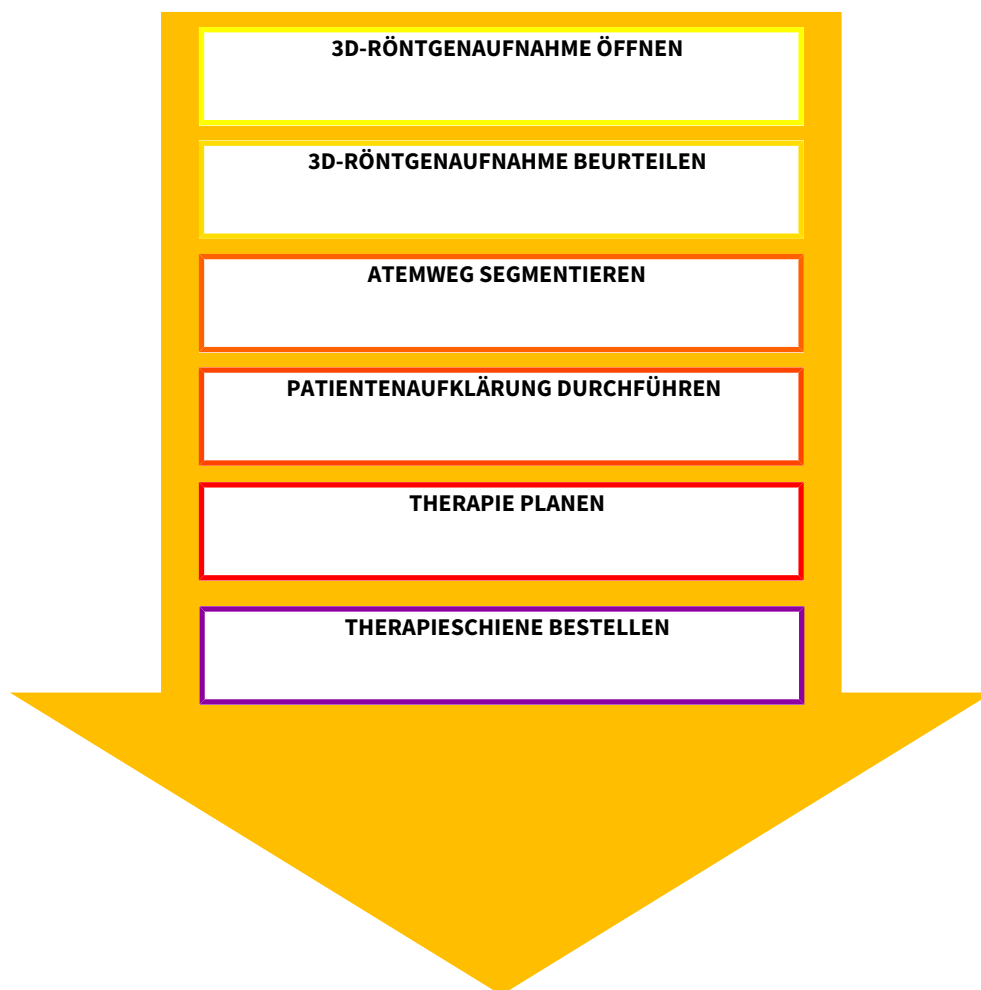 3D-RÖNTGENAUFNAHME ÖFFNEN
3D-RÖNTGENAUFNAHME BEURTEILEN
ATEMWEG SEGMENTIEREN
PATIENTENAUFKLÄRUNG DURCHFÜHREN
THERAPIE PLANEN
THERAPIESCHIENE BESTELLEN